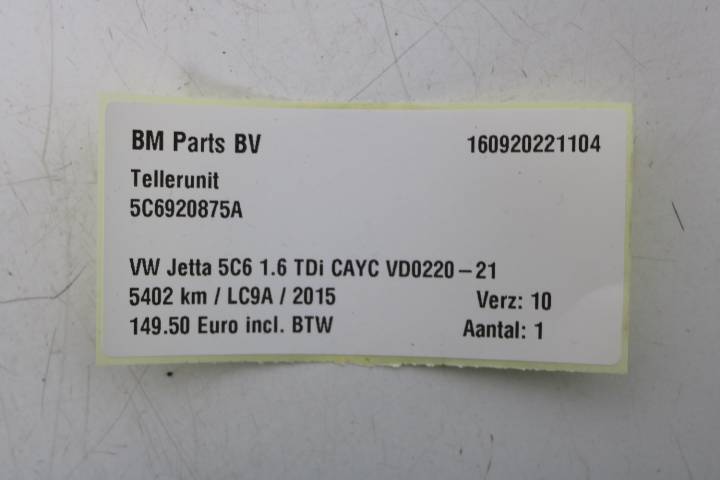 BM Parts BV 160920221104
Tellerunit
5C6920875A
VW Jetta 5C6 1.6 TDi CAYC VD0220-21
5402 km / LC9A / 2015 Verz: 10
149.50 Euro incl. BTW Aantal: 1